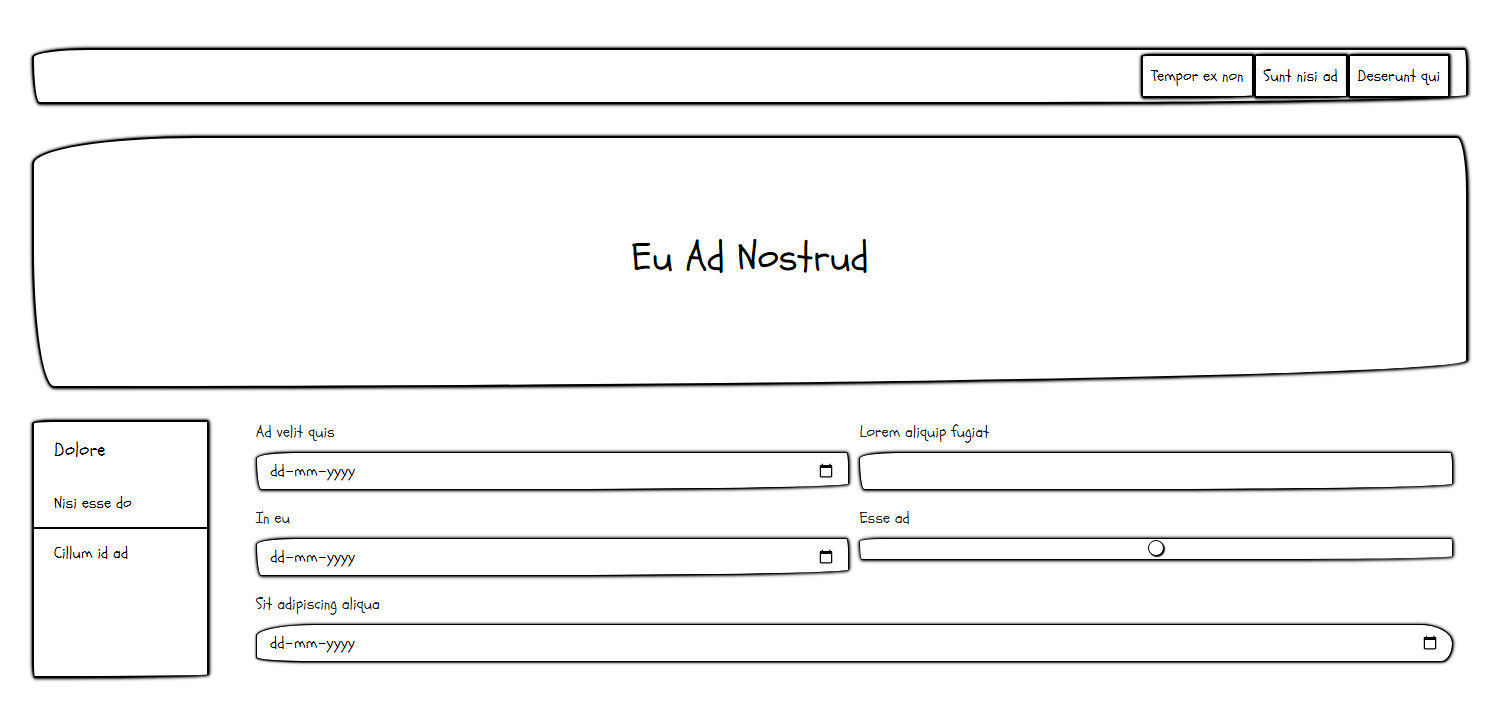 Tempor ex non
Sunt nisi ad
Deserunt qui
Eu Ad Nostrud
Dolore
Nisi esse do
Cillum id ad
Ad velit quis
dd-mm-yyyy
Lorem aliquip fugiat
In eu
dd-mm-yyyy
Esse ad
Sit adipiscing aliqua
dd-mm-yyyy